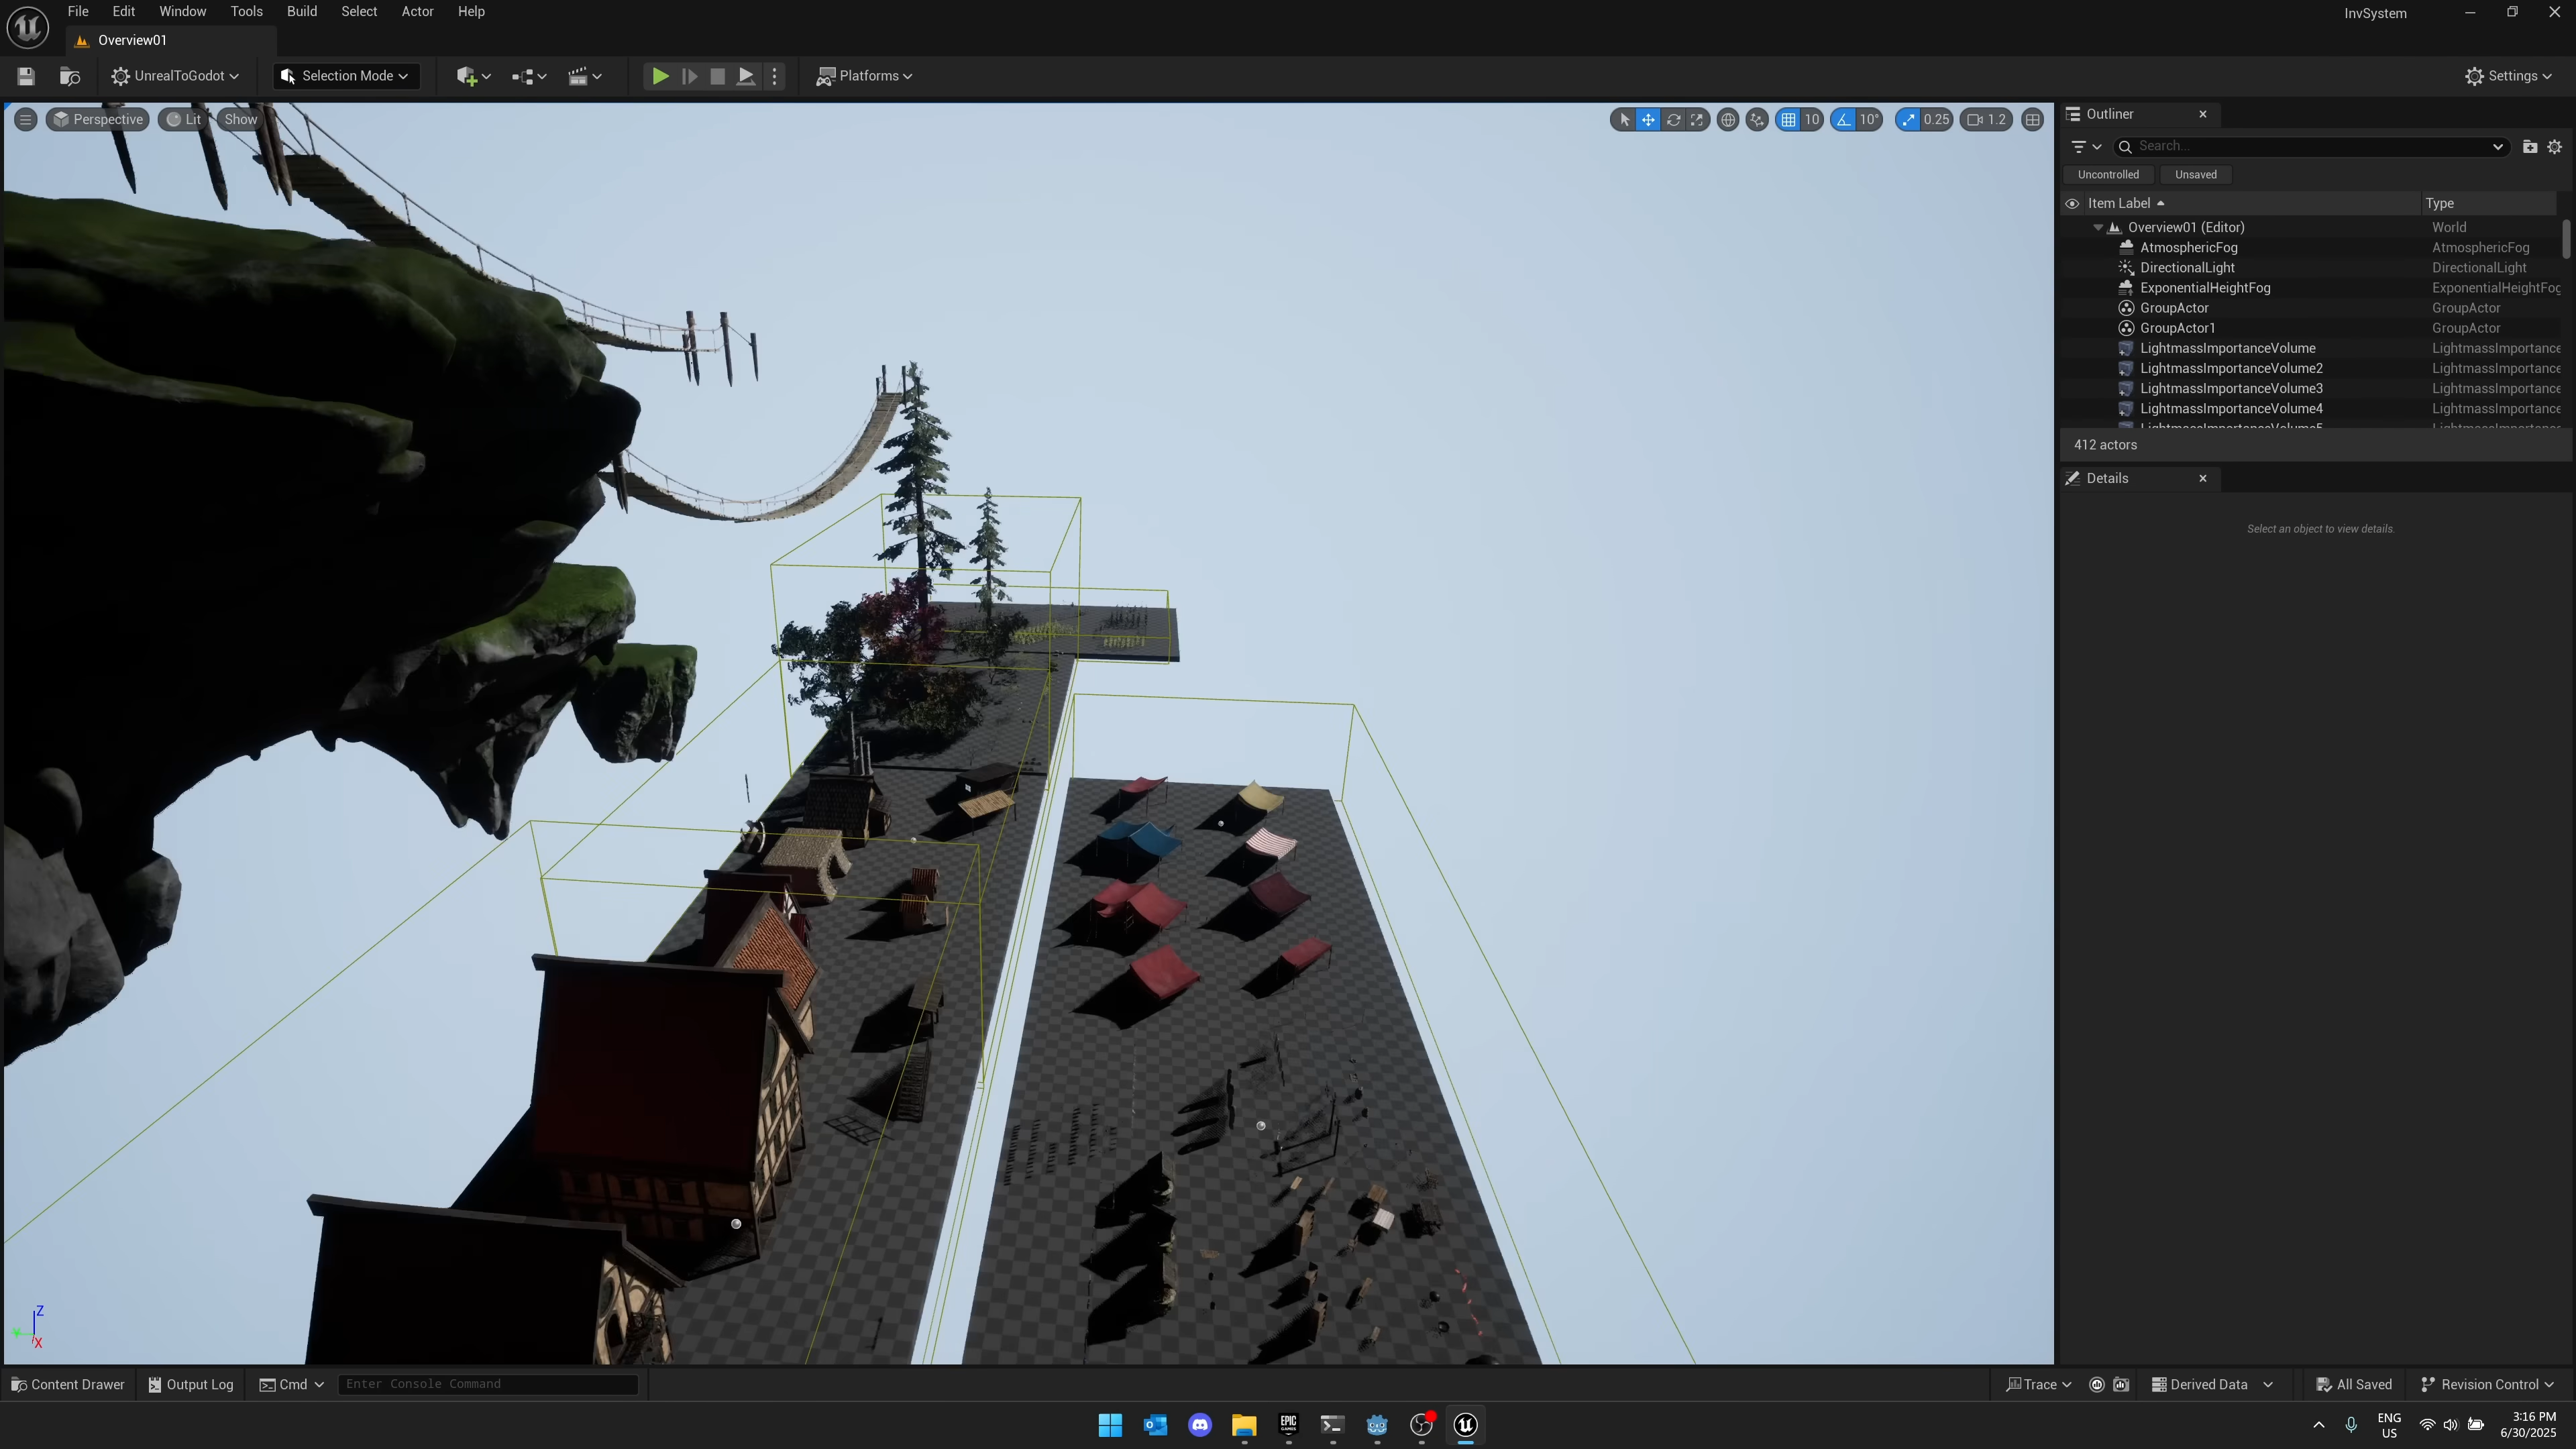 File Edit Window Tools Build Select Actor Help
InvSystem
Overview01
UnrealToGodot
Selection Mode
Platforms
Settings
Perspective Lit Show
10 10° 0.25 1.2
Outliner
Search...
Uncontrolled Unsaved
Item Label Type
Overview01 (Editor) World
AtmosphericFog AtmosphericFog
DirectionalLight DirectionalLight
ExponentialHeightFog ExponentialHeightFog
GroupActor GroupActor
GroupActor1 GroupActor
LightmassImportanceVolume LightmassImportance
LightmassImportanceVolume2 LightmassImportance
LightmassImportanceVolume3 LightmassImportance
LightmassImportanceVolume4 LightmassImportance
LightmassImportanceVolume5 LightmassImportance
412 actors
Details
Select an object to view details.
Z
Y
X
Content Drawer Output Log Cmd Enter Console Command
Trace Derived Data All Saved Revision Control
EPIC GAMES
ENG
US
3:16 PM
6/30/2025